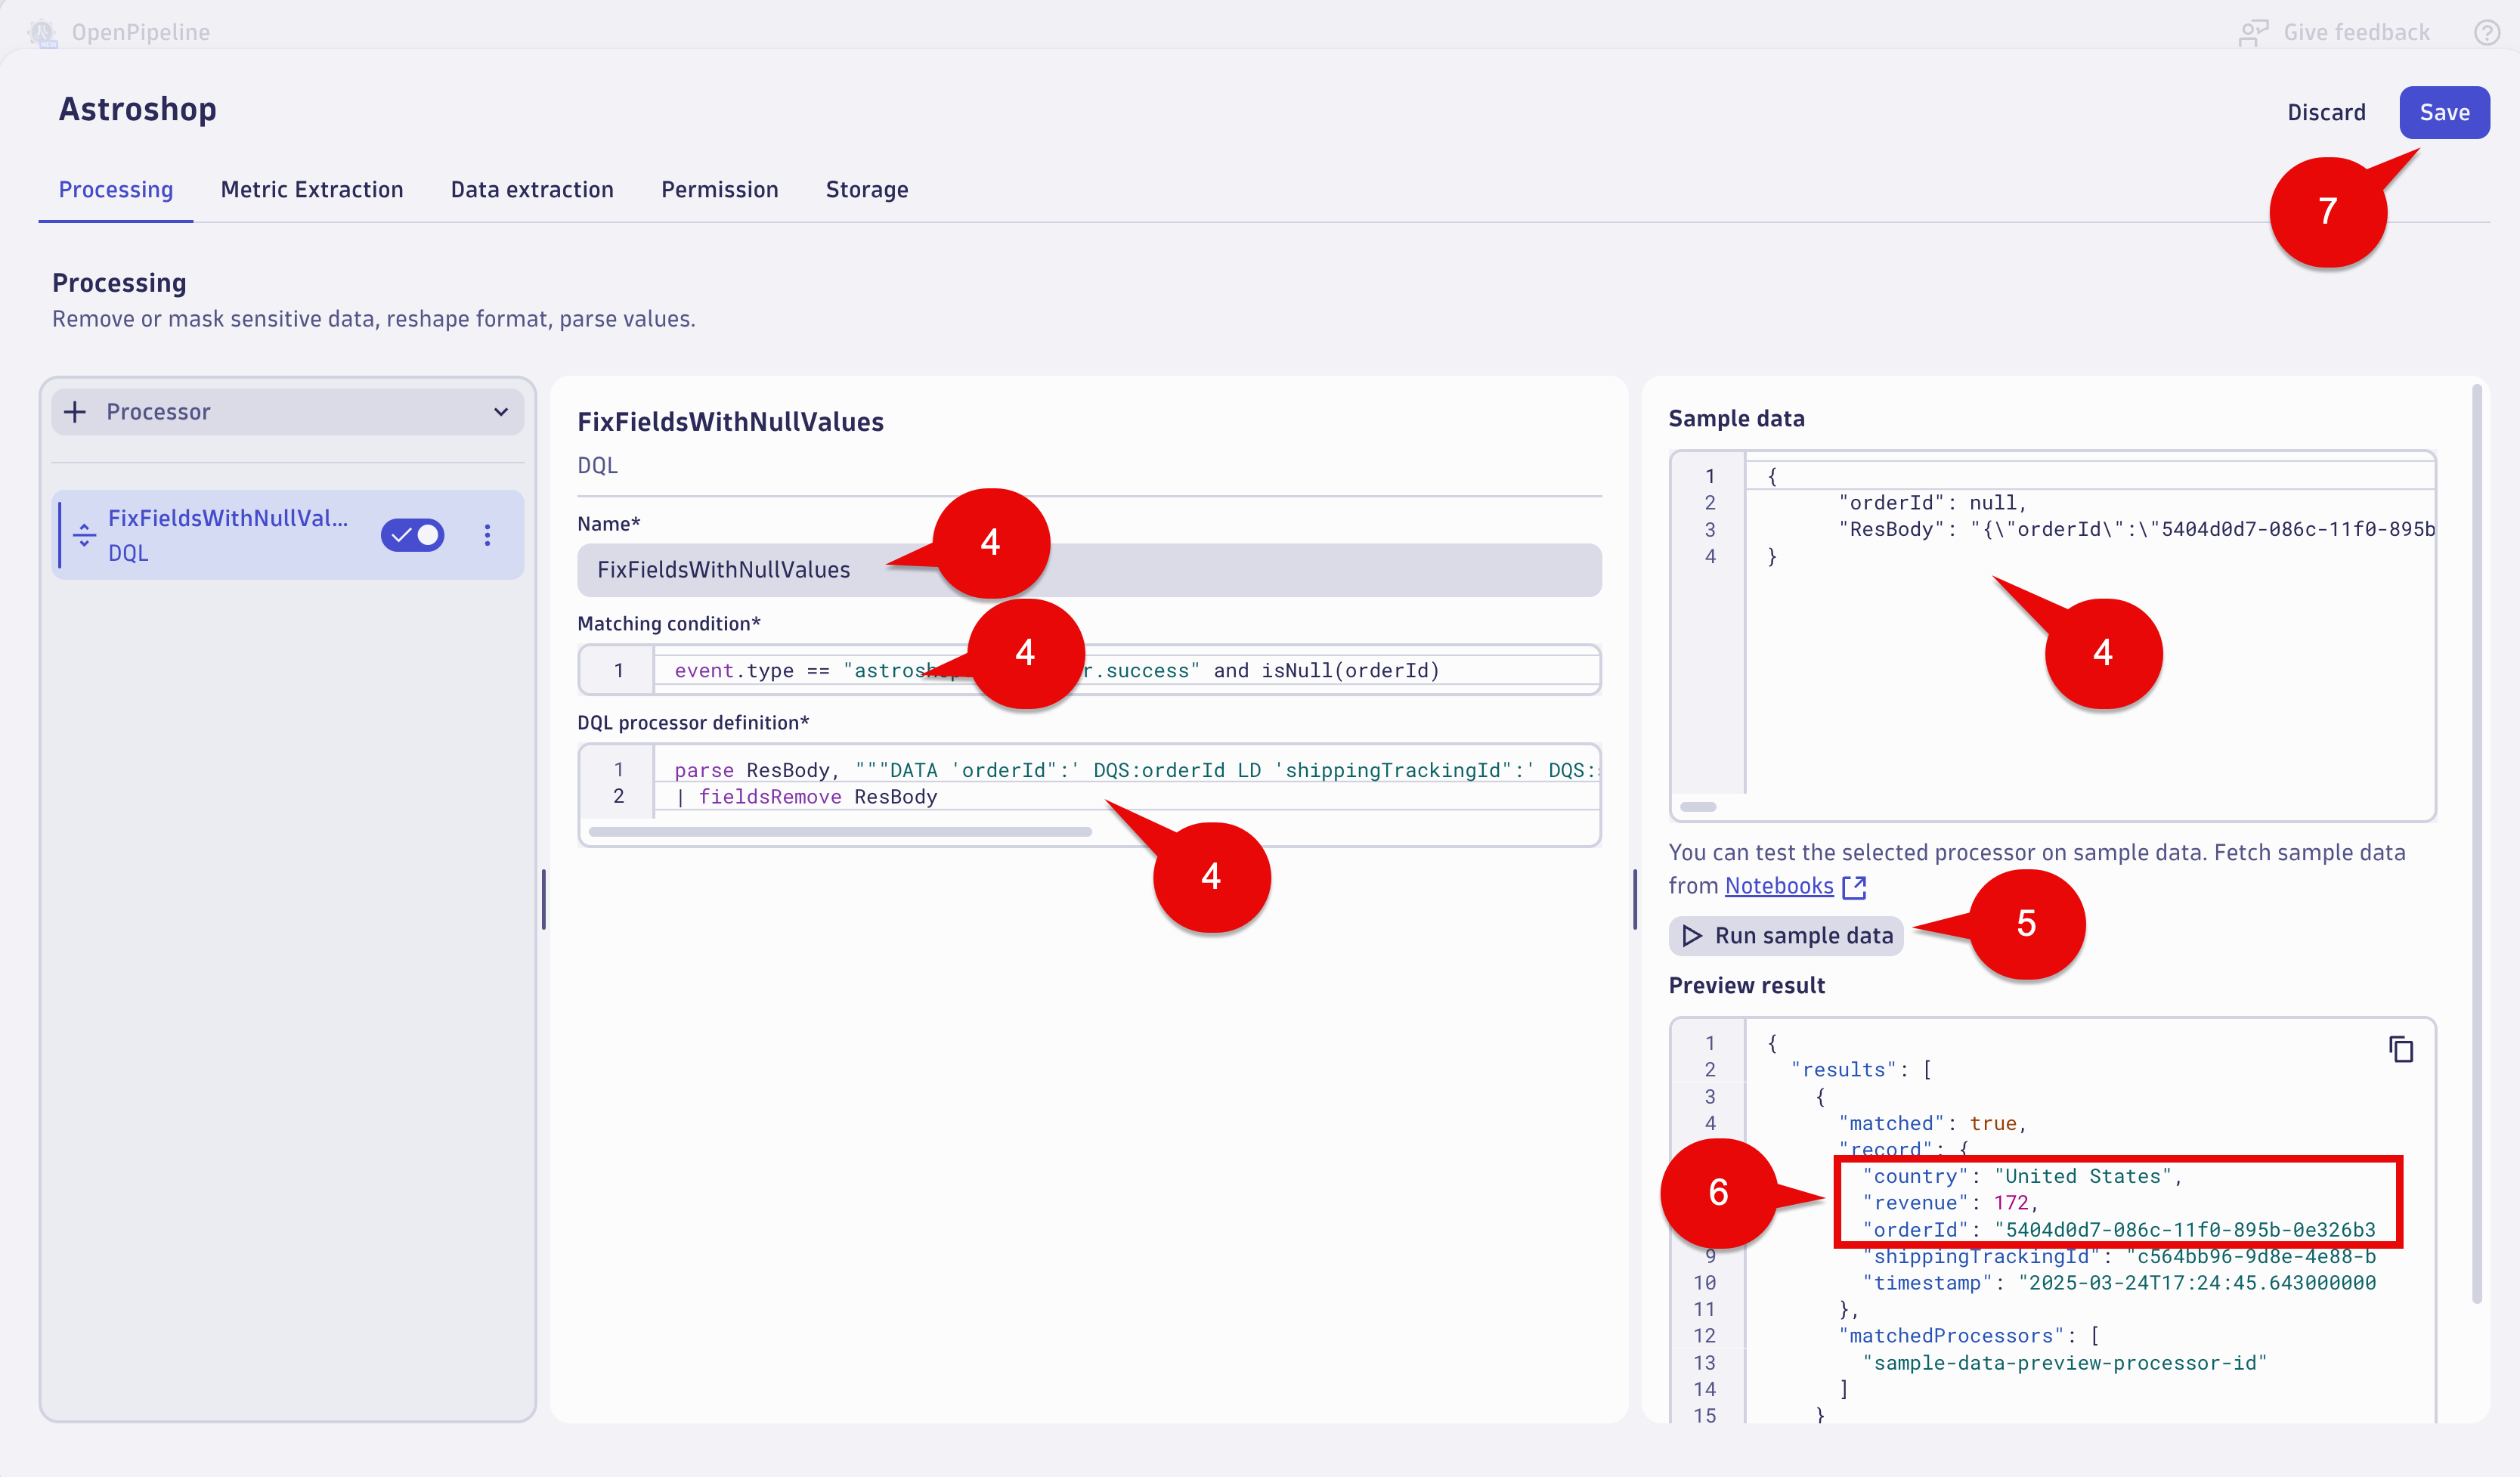 OpenPipeline
Give feedback
Astroshop
Discard
Save
7
Processing
Metric Extraction
Data extraction
Permission
Storage
Processing
Remove or mask sensitive data, reshape format, parse values.
Processor
FixFieldsWithNullVal...
DQL
FixFieldsWithNullValues
DQL
Name*
FixFieldsWithNullValues
4
Matching condition*
1 event.type == "astrosh r.success" and isNull(orderId)
4
DQL processor definition*
1 parse ResBody, """DATA 'orderId":' DQS:orderId LD 'shippingTrackingId":' DQS:
2 | fieldsRemove ResBody
4
Sample data
1 {
2 "orderId": null,
3 "ResBody": "{\"orderId\":\"5404d0d7-086c-11f0-895b
4 }
4
You can test the selected processor on sample data. Fetch sample data
from Notebooks
Run sample data
5
Preview result
1 {
2 "results": [
3 {
4 "matched": true,
"record": {
"country": "United States",
6
"revenue": 172,
"orderId": "5404d0d7-086c-11f0-895b-0e326b3
9 "shippingTrackingId": "c564bb96-9d8e-4e88-b
10 "timestamp": "2025-03-24T17:24:45.643000000
11 },
12 "matchedProcessors": [
13 "sample-data-preview-processor-id"
14 ]
15 }